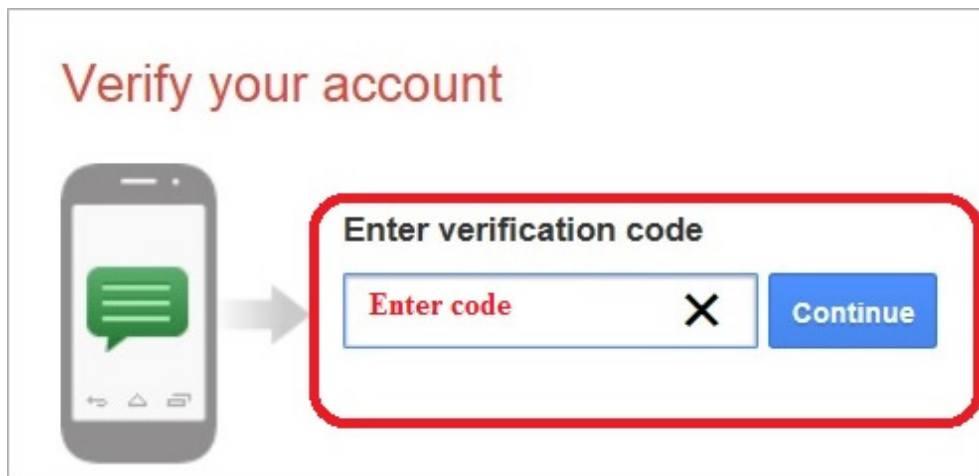 Verify your account
Enter verification code
Enter code
Continue